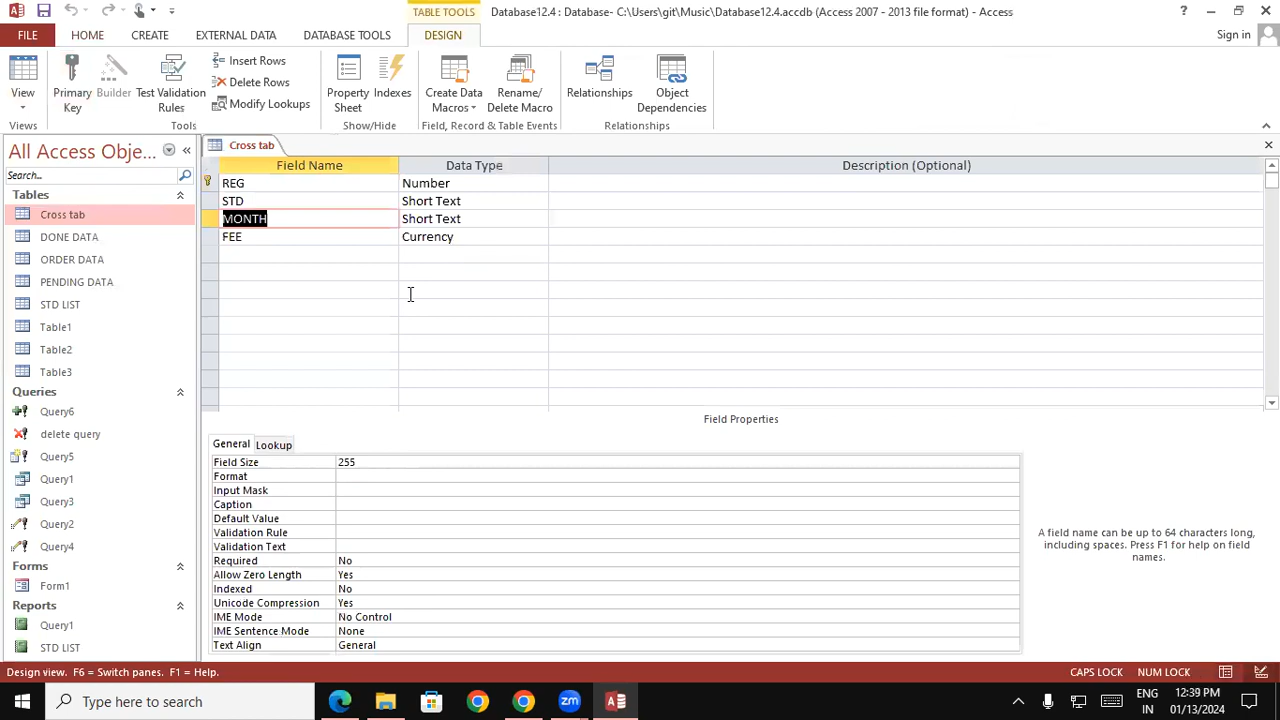 TABLE TOOLS
Database12.4 : Database- C:\Users\git\Music\Database12.4.accdb (Access 2007 - 2013 file format) - Access
FILE
HOME
CREATE
EXTERNAL DATA
DATABASE TOOLS
DESIGN
Sign in
View
Primary Key
Builder
Test Validation Rules
Insert Rows
Delete Rows
Modify Lookups
Property Sheet
Indexes
Create Data Macros
Rename/ Delete Macro
Relationships
Object Dependencies
Views
Tools
Show/Hide
Field, Record & Table Events
Relationships
All Access Obje...
Search...
Tables
Cross tab
DONE DATA
ORDER DATA
PENDING DATA
STD LIST
Table1
Table2
Table3
Queries
Query6
delete query
Query5
Query1
Query3
Query2
Query4
Forms
Form1
Reports
Query1
STD LIST
Cross tab
Field Name Data Type Description (Optional)
REG Number
STD Short Text
MONTH Short Text
FEE Currency
Field Properties
General Lookup
Field Size 255
Format
Input Mask
Caption
Default Value
Validation Rule
Validation Text
Required No
Allow Zero Length Yes
Indexed No
Unicode Compression Yes
IME Mode No Control
IME Sentence Mode None
Text Align General
A field name can be up to 64 characters long,
including spaces. Press F1 for help on field
names.
Design view. F6 = Switch panes. F1 = Help.
CAPS LOCK NUM LOCK
Type here to search
ENG
IN
12:39 PM
01/13/2024